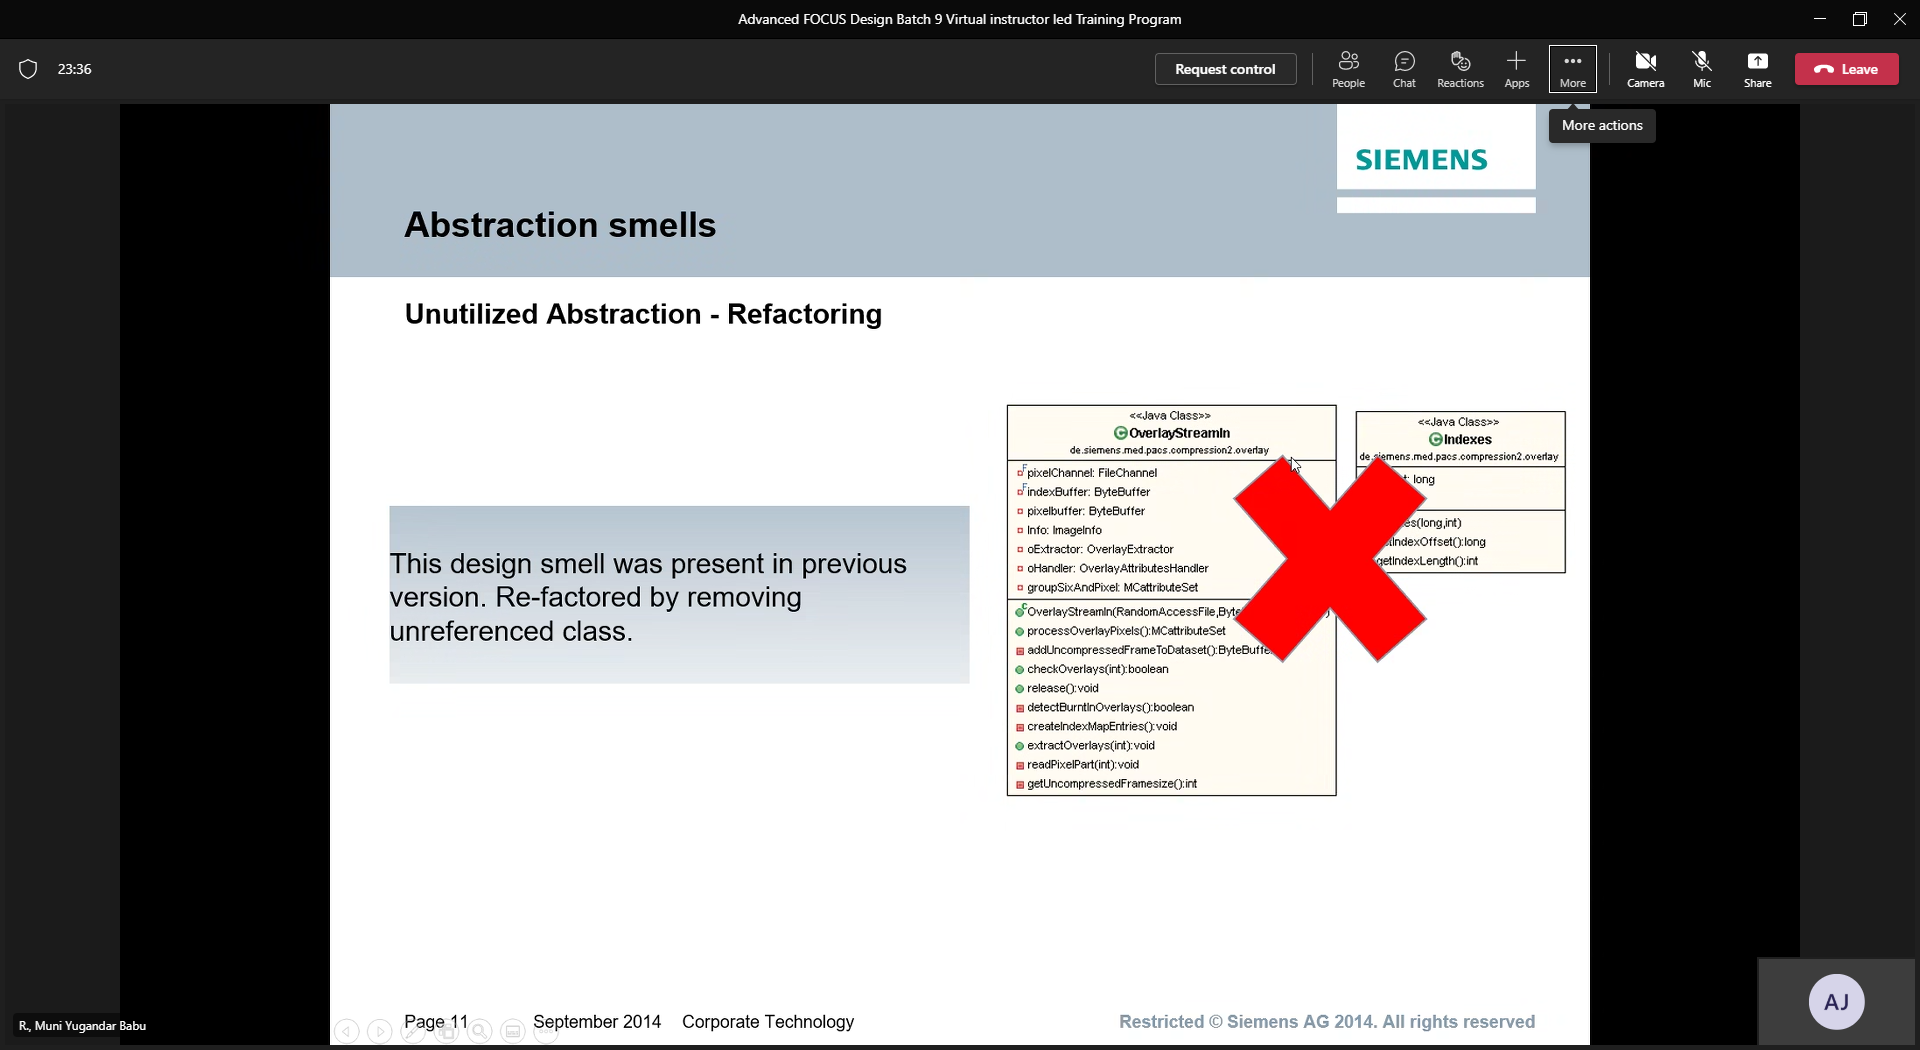 Advanced FOCUS Design Batch 9 Virtual instructor led Training Program
23:36
Request control
People
Chat
Reactions
Apps
More
Camera
Mic
Share
Leave
More actions
SIEMENS
Abstraction smells
Unutilized Abstraction - Refactoring
This design smell was present in previous
version. Re-factored by removing
unreferenced class.
<<Java Class>>
OverlayStreamIn
de.siemens.med.pacs.compression2.overlay
pixelChannel: FileChannel
indexBuffer: ByteBuffer
pixelbuffer: ByteBuffer
Info: ImageInfo
oExtractor: OverlayExtractor
oHandler: OverlayAttributesHandler
groupSixAndPixel: MCattributeSet
OverlayStreamIn(RandomAccessFile,Byte
processOverlayPixels():MCattributeSet
addUncompressedFrameToDataset():ByteBuffe
checkOverlays(int):boolean
release():void
detectBurntInOverlays():boolean
createIndexMapEntries():void
extractOverlays(int):void
readPixelPart(int):void
getUncompressedFramesize():int
<<Java Class>>
Indexes
de.siemens.med.pacs.compression2.overlay
long
es(long,int)
etIndexOffset():long
getIndexLength():int
Page 11 September 2014 Corporate Technology
Restricted © Siemens AG 2014. All rights reserved
R., Muni Yugandar Babu
AJ